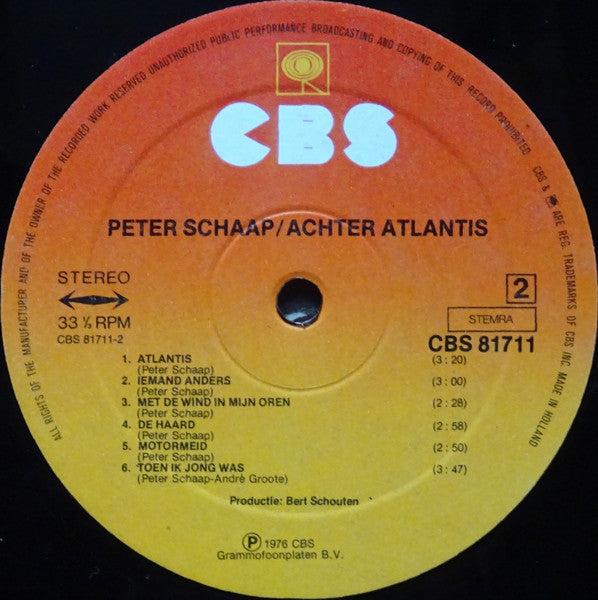 ALL RIGHTS OF THE MANUFACTURER AND OF THE OWNER OF THE RECORDED WORK RESERVED UNAUTHORIZED PUBLIC PERFORMANCE BROADCASTING AND COPYING OF THIS RECORD PROHIBITED. CBS & ARE REG. TRADEMARKS OF CBS INC. MADE IN HOLLAND
CBS
PETER SCHAAP/ACHTER ATLANTIS
STEREO
2
33 ⅓ RPM
STEMRA
CBS 81711-2
CBS 81711
1. ATLANTIS (3 : 20)
(Peter Schaap)
2. IEMAND ANDERS (3 : 00)
(Peter Schaap)
3. MET DE WIND IN MIJN OREN (2 : 28)
(Peter Schaap)
4. DE HAARD (2 : 58)
(Peter Schaap)
5. MOTORMEID (2 : 50)
(Peter Schaap)
6. TOEN IK JONG WAS (3 : 47)
(Peter Schaap-Andrè Groote)
Productie: Bert Schouten
Ⓟ 1976 CBS
Grammofoonplaten B.V.